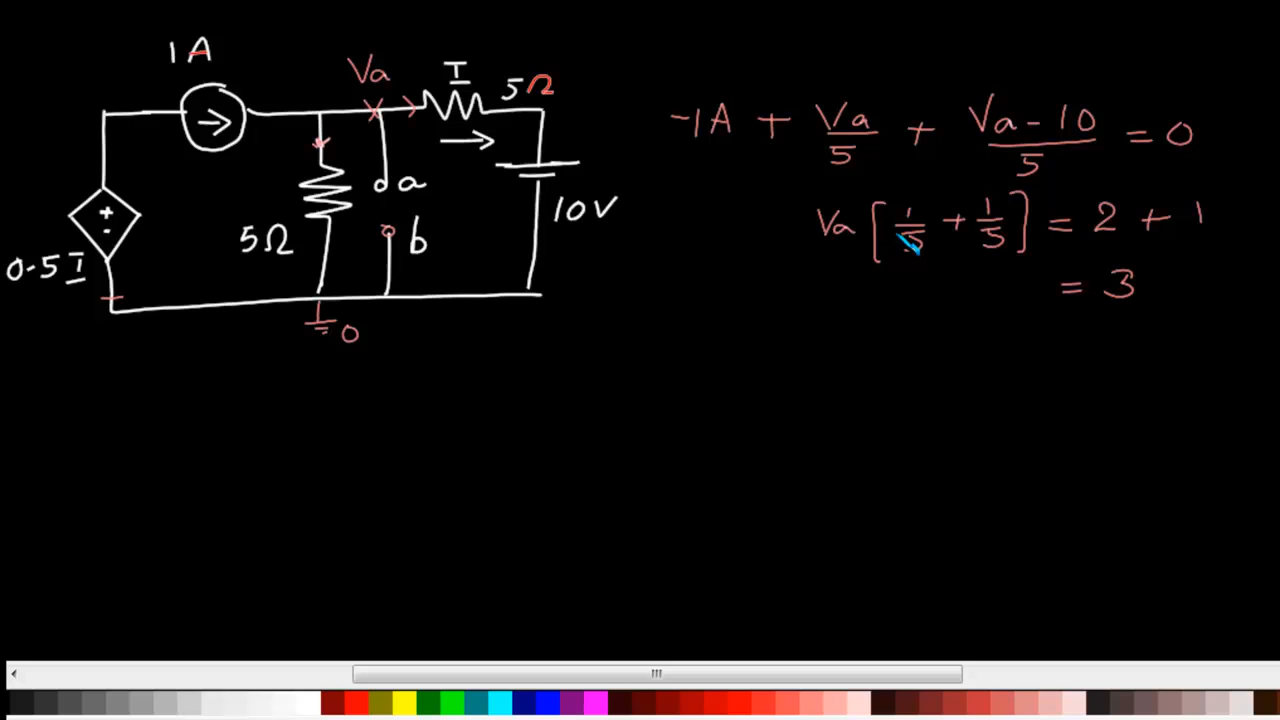 1A
Va
I
5Ω
-1A + Va/5 + Va-10/5 = 0
a
10V
+
-
5Ω
b
Va [1/5 + 1/5] = 2 + 1
0.5I
= 3
0